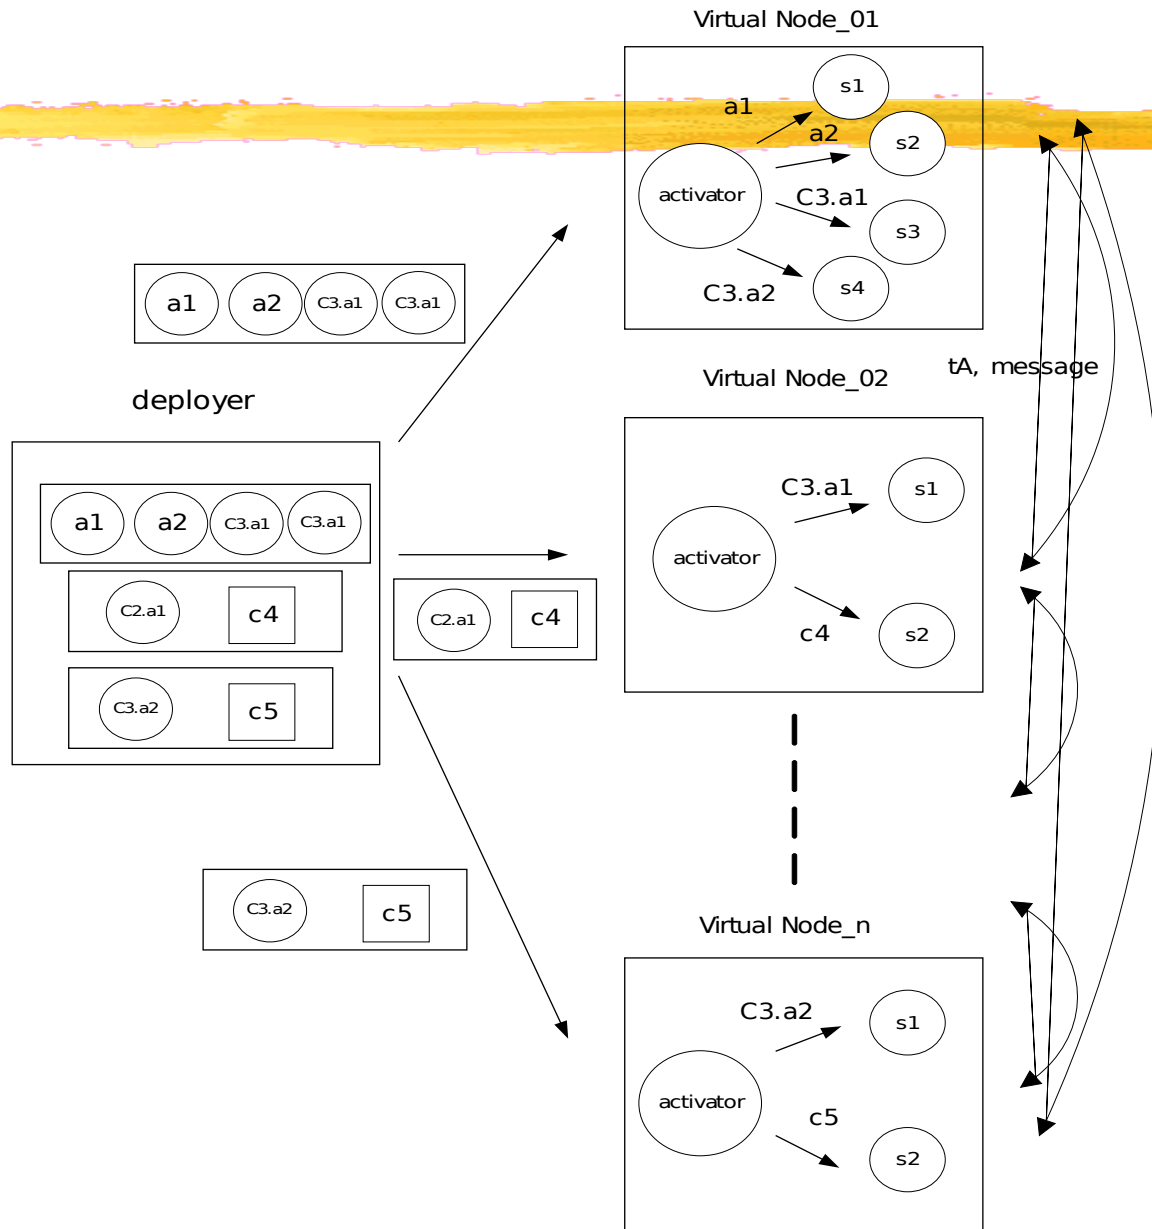 Virtual Node_01
s1
a1
a2
s2
activator
C3.a1
s3
C3.a2
s4
a1 a2 C3.a1 C3.a1
deployer
a1 a2 C3.a1 C3.a1
C2.a1 c4
C3.a2 c5
C2.a1 c4
C3.a2 c5
Virtual Node_02
tA, message
C3.a1
s1
activator
c4
s2
Virtual Node_n
C3.a2
s1
activator
c5
s2